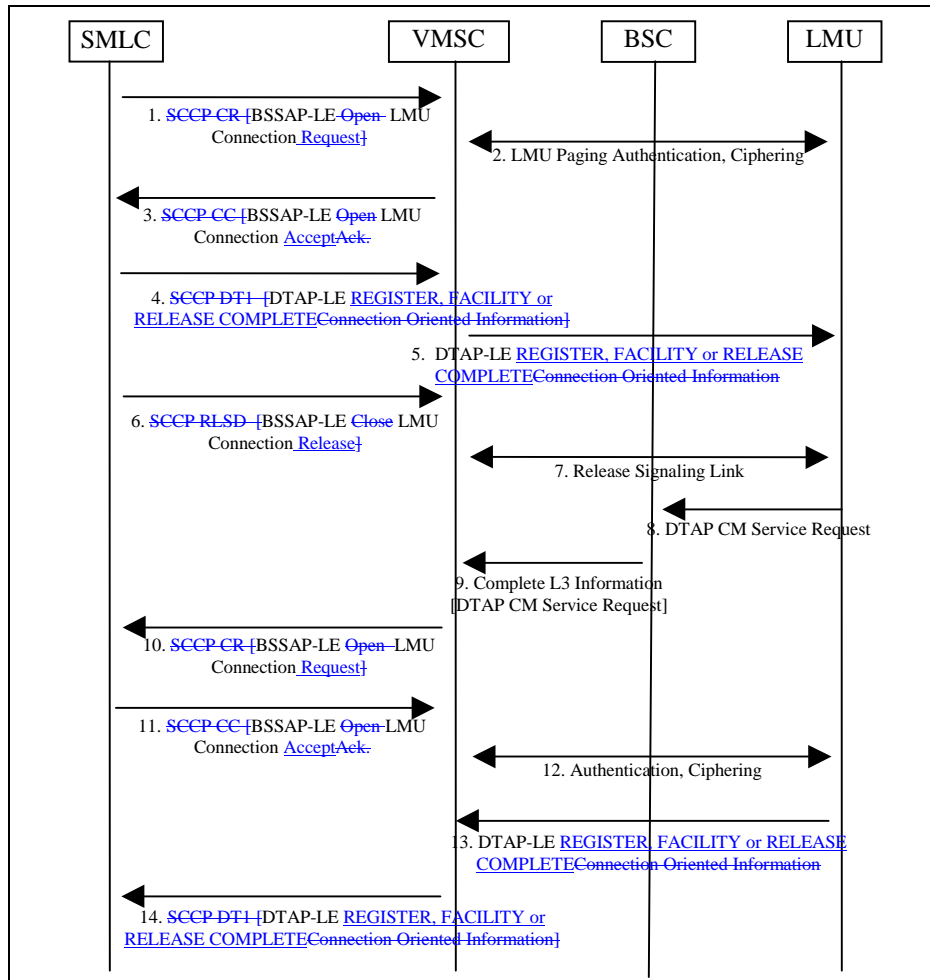 SMLC
VMSC
BSC
LMU
1. SCCP CR [BSSAP-LE Open LMU
Connection Request]
2. LMU Paging Authentication, Ciphering
3. SCCP CC [BSSAP-LE Open LMU
Connection AcceptAck.
4. SCCP DT1 [DTAP-LE REGISTER, FACILITY or
RELEASE COMPLETEConnection Oriented Information]
5. DTAP-LE REGISTER, FACILITY or RELEASE
COMPLETEConnection Oriented Information
6. SCCP RLSD [BSSAP-LE Close LMU
Connection Release]
7. Release Signaling Link
8. DTAP CM Service Request
9. Complete L3 Information
[DTAP CM Service Request]
10. SCCP CR [BSSAP-LE Open LMU
Connection Request]
11. SCCP CC [BSSAP-LE Open LMU
Connection AcceptAck.
12. Authentication, Ciphering
13. DTAP-LE REGISTER, FACILITY or RELEASE
COMPLETEConnection Oriented Information
14. SCCP DT1 [DTAP-LE REGISTER, FACILITY or
RELEASE COMPLETEConnection Oriented Information]